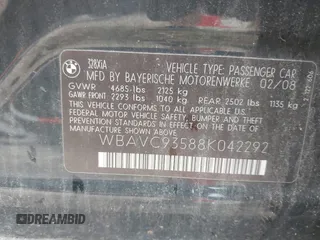 BMW
328XiA
VEHICLE TYPE: PASSENGER CAR
MFD BY BAYERISCHE MOTORENWERKE 02/08
GVWR 4685 lbs 2125 kg
GAWR FRONT 2293 lbs 1040 kg REAR 2502 lbs 1135 kg
THIS VEHICLE CONFORMS TO ALL APPLICABLE
FEDERAL MOTOR VEHICLE SAFETY, BUMPER AND
THEFT PREVENTION STANDARDS IN EFFECT ON
THE DATE OF MANUFACTURE SHOWN ABOVE.
WBAVC93588K042292
DREAMBID